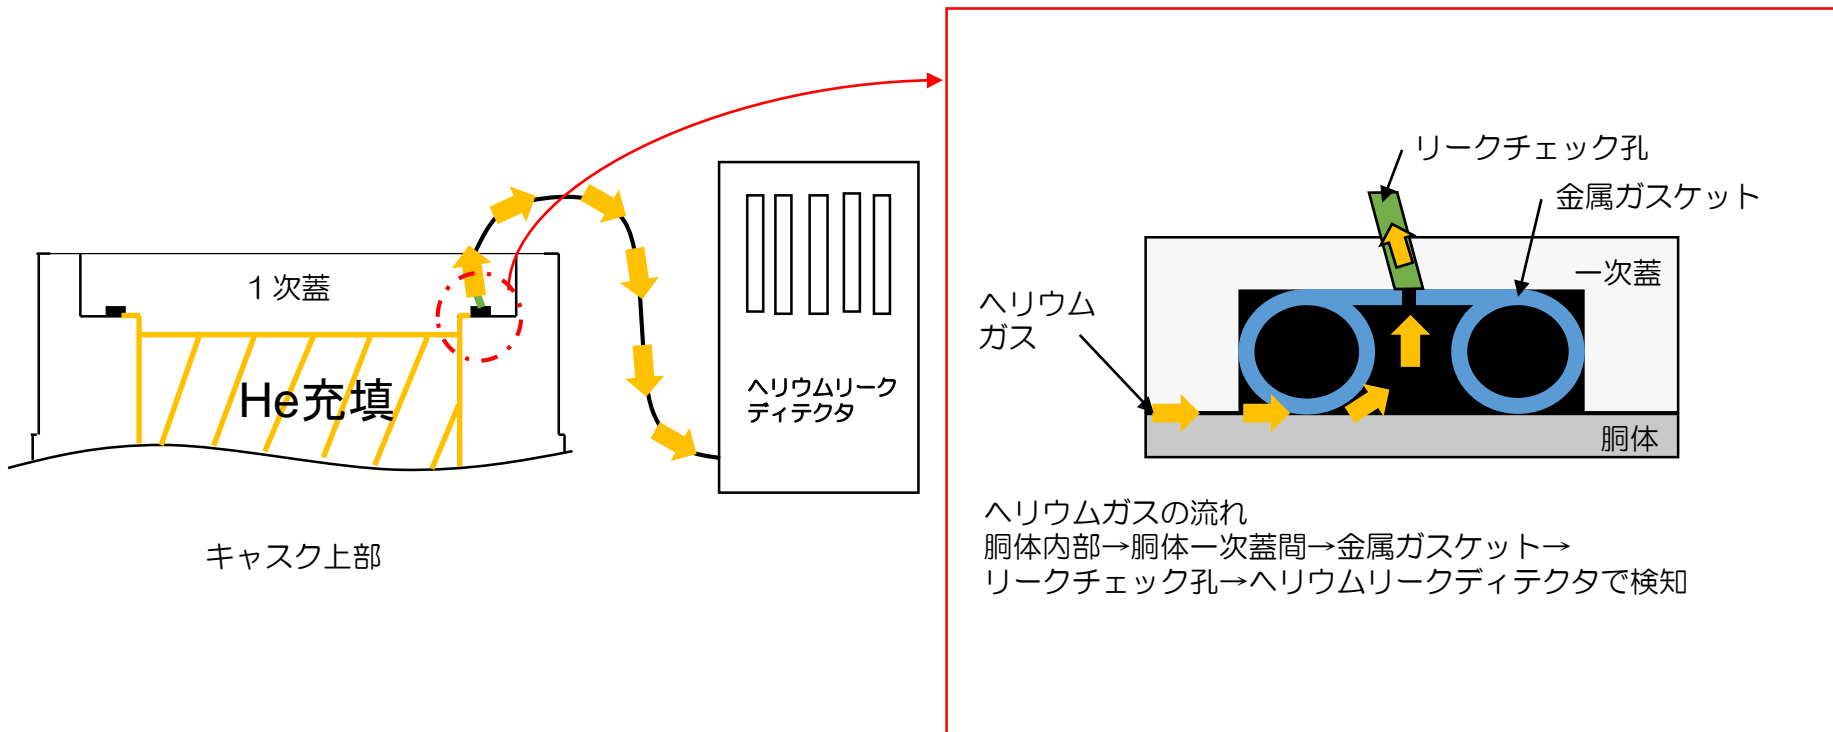 １次蓋
He充填
キャスク上部
ヘリウムリーク
ディテクタ
リークチェック孔
金属ガスケット
一次蓋
ヘリウム
ガス
胴体
ヘリウムガスの流れ
胴体内部→胴体一次蓋間→金属ガスケット→
リークチェック孔→ヘリウムリークディテクタで検知